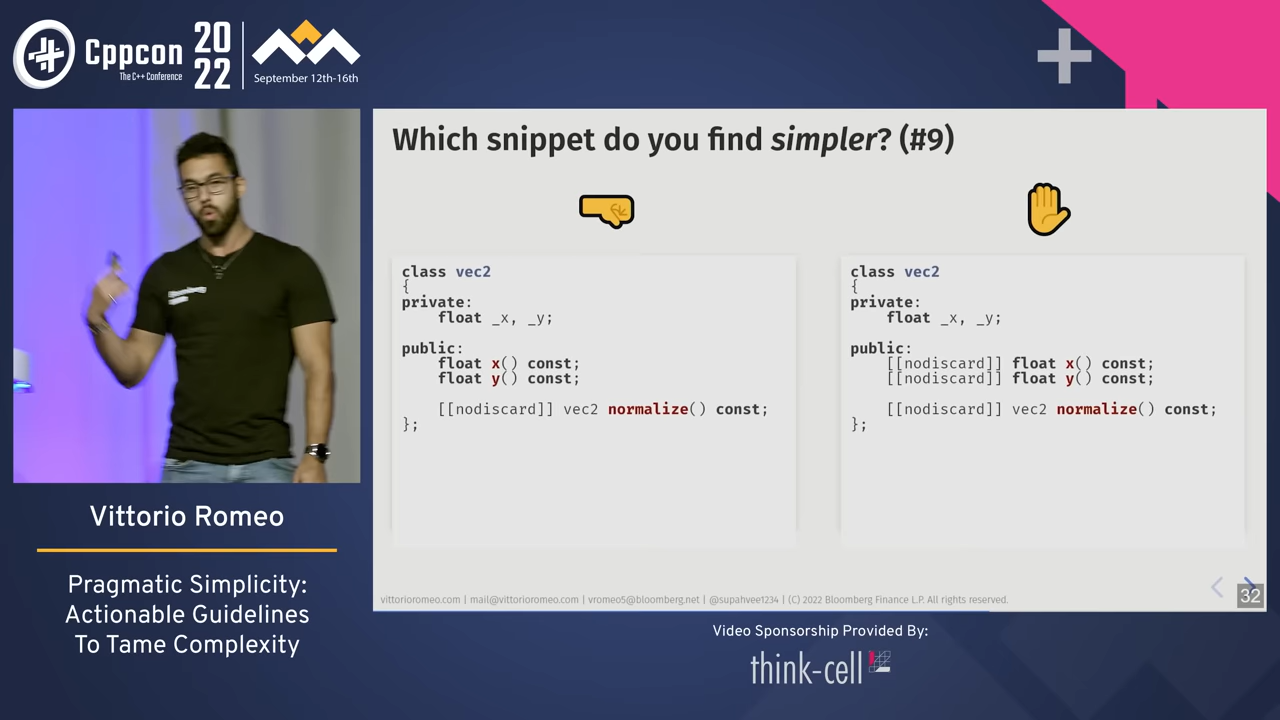 Cppcon
The C++ Conference
20
22
September 12th-16th
Which snippet do you find simpler? (#9)
class vec2
{
private:
    float _x, _y;
public:
    float x() const;
    float y() const;
    [[nodiscard]] vec2 normalize() const;
};
class vec2
{
private:
    float _x, _y;
public:
    [[nodiscard]] float x() const;
    [[nodiscard]] float y() const;
    [[nodiscard]] vec2 normalize() const;
};
vittorioromeo.com | mail@vittorioromeo.com | vromeo5@bloomberg.net | @supahvee1234 | (C) 2022 Bloomberg Finance L.P. All rights reserved.
32
Vittorio Romeo
Pragmatic Simplicity:
Actionable Guidelines
To Tame Complexity
Video Sponsorship Provided By:
think-cell